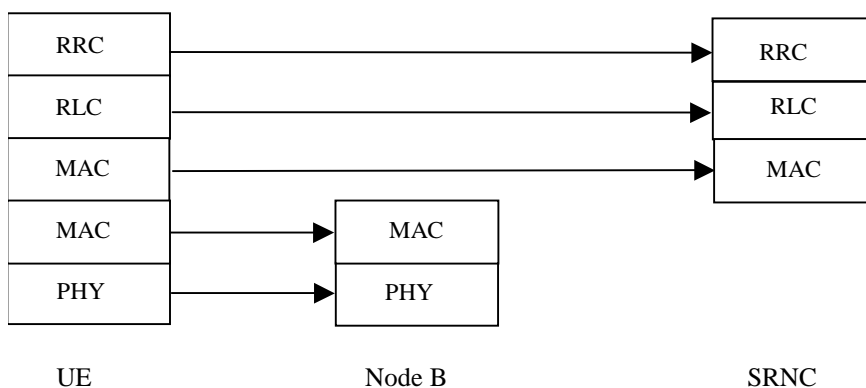 RRC RRC
RLC RLC
MAC MAC
MAC MAC
PHY PHY
UE Node B SRNC